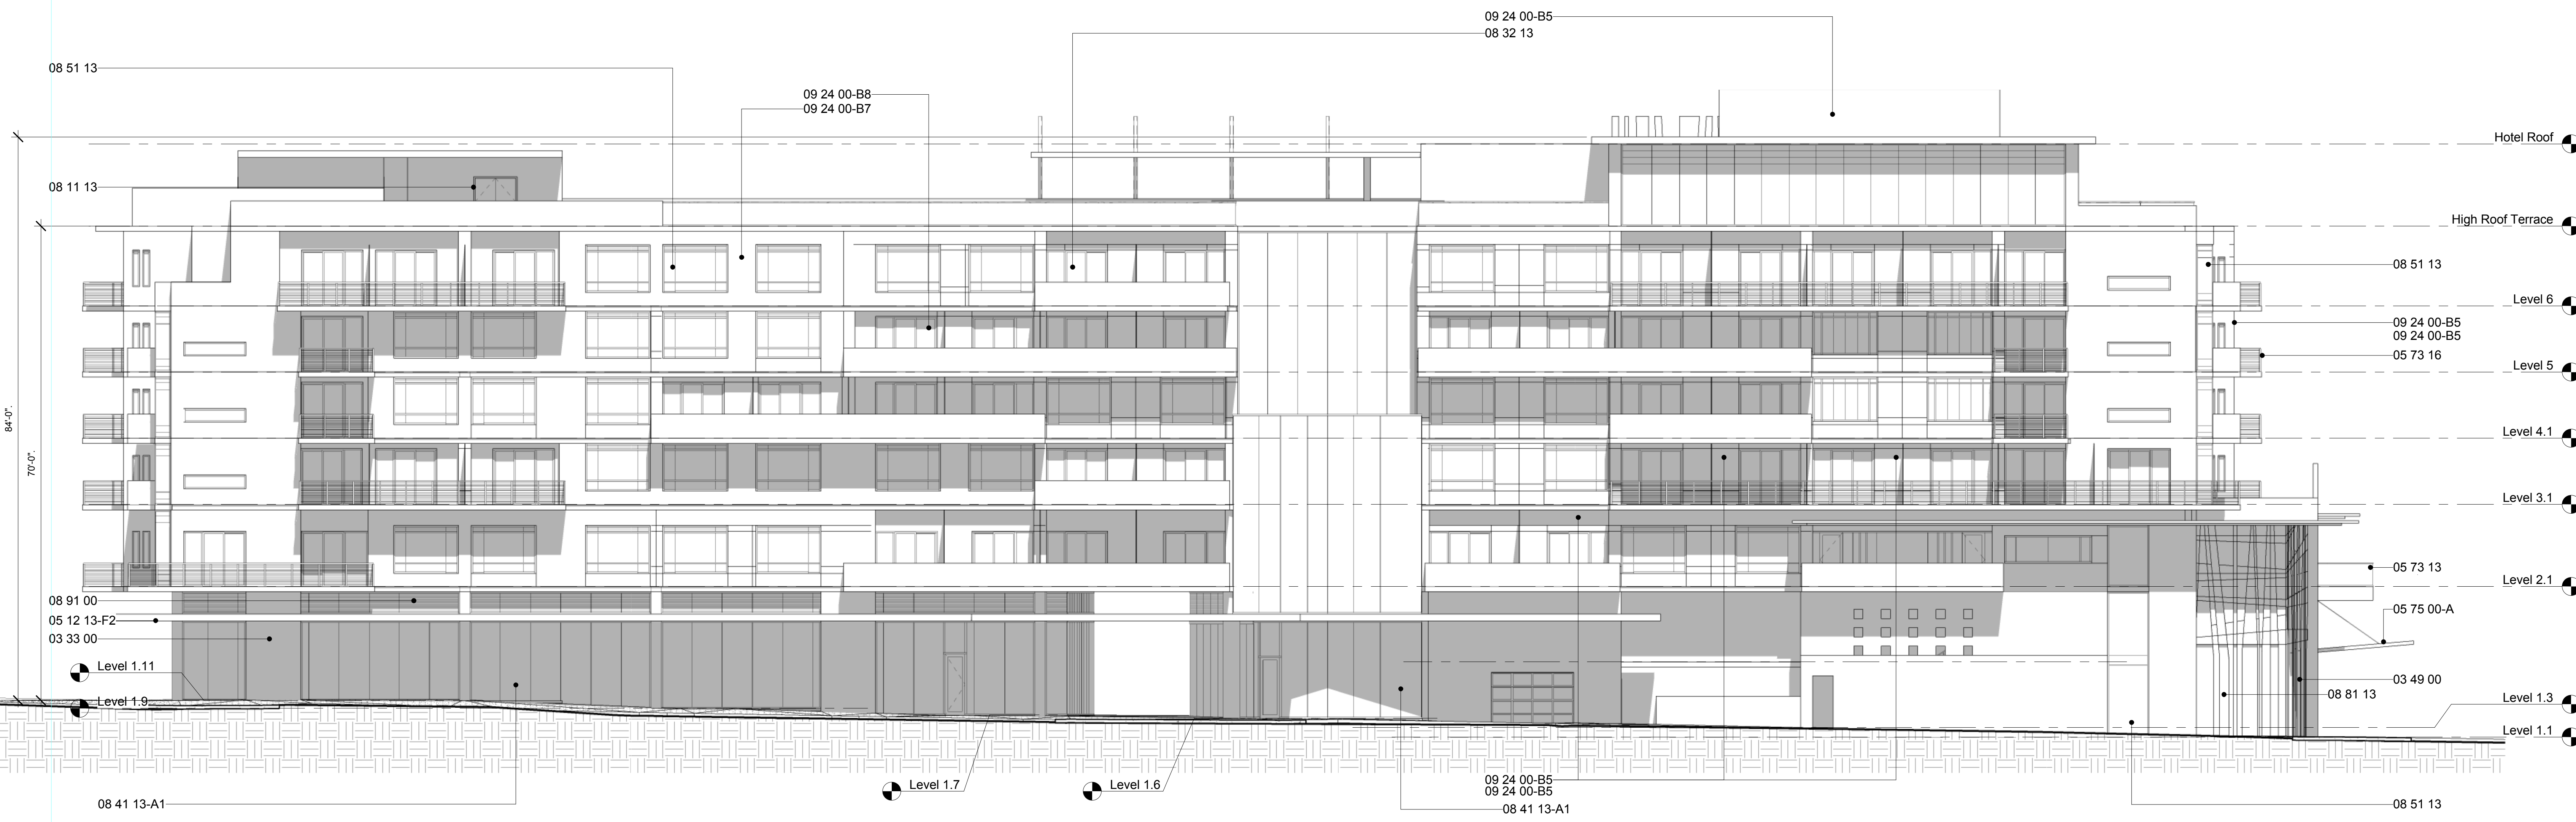 09 24 00-B5
08 32 13
08 51 13
09 24 00-B8
09 24 00-B7
Hotel Roof
08 11 13
High Roof Terrace
08 51 13
Level 6
09 24 00-B5
09 24 00-B5
05 73 16
Level 5
84'-0".
Level 4.1
70'-0".
Level 3.1
05 73 13
Level 2.1
08 91 00
05 75 00-A
05 12 13-F2
03 33 00
Level 1.11
03 49 00
08 81 13
Level 1.3
Level 1.9
Level 1.1
09 24 00-B5
09 24 00-B5
Level 1.7
Level 1.6
08 41 13-A1
08 41 13-A1
08 51 13